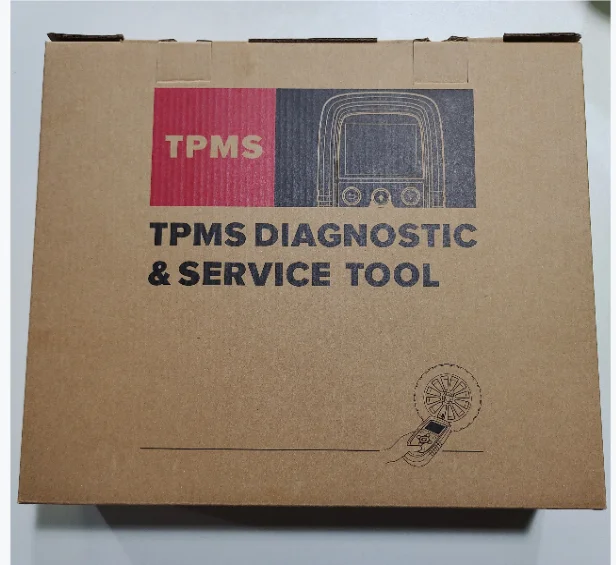 TPMS
TPMS DIAGNOSTIC
& SERVICE TOOL